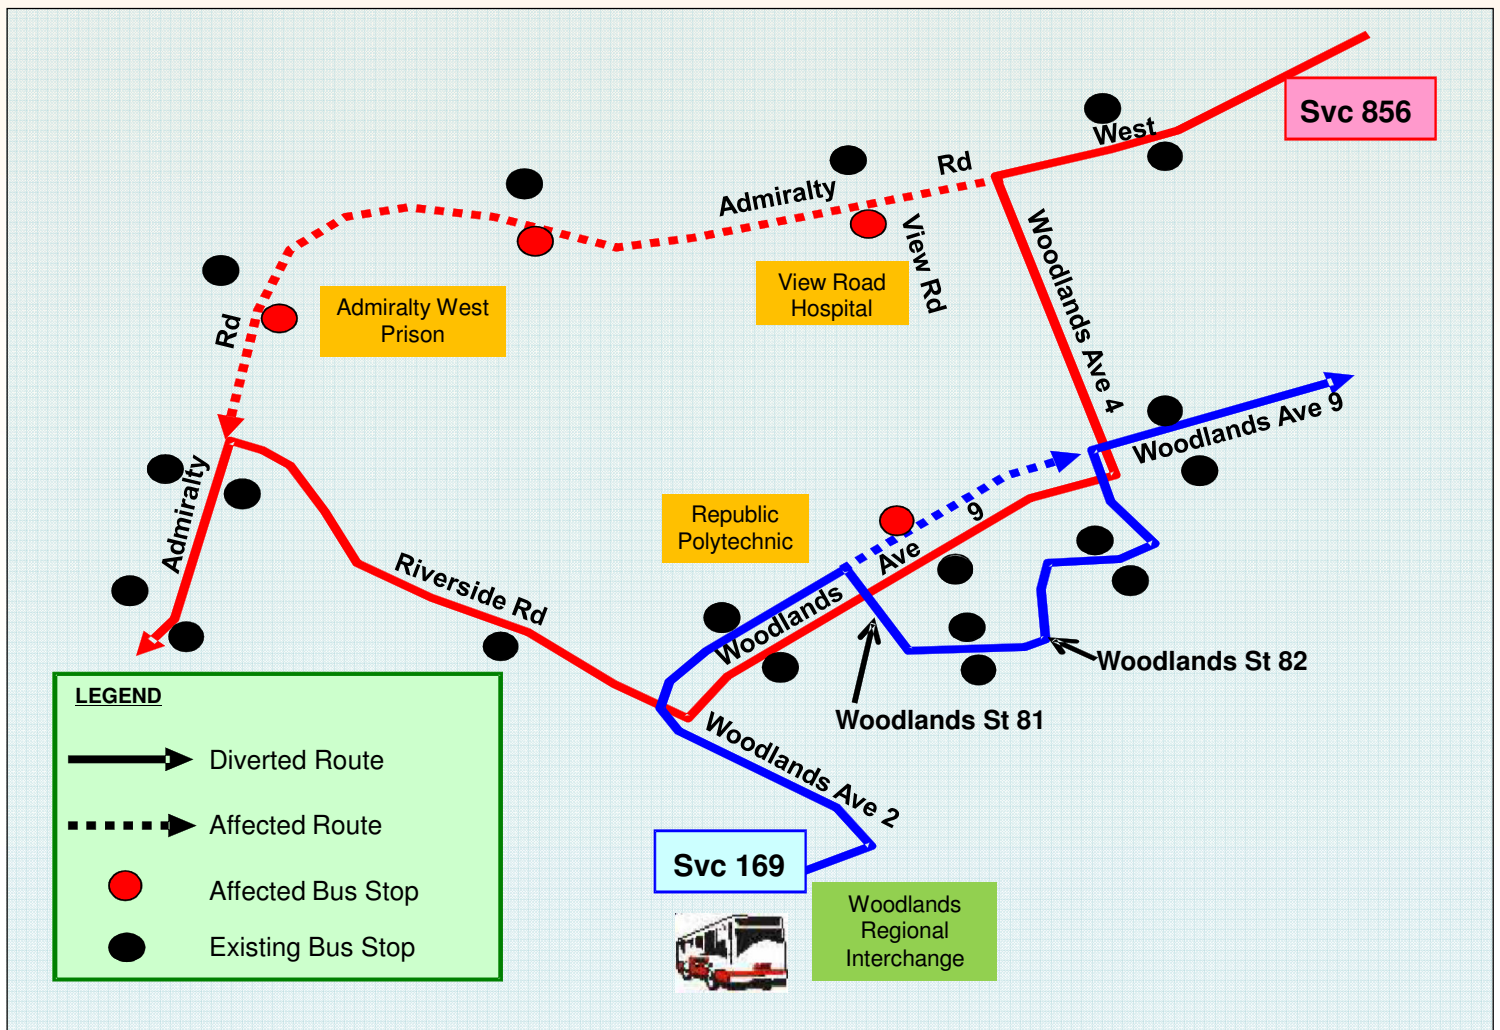 Svc 856
West
Rd
Admiralty
View Rd
View Road
Hospital
Woodlands Ave 4
Admiralty West
Prison
Rd
Woodlands Ave 9
Admiralty
Republic
Polytechnic
9
Ave
Woodlands
Riverside Rd
Woodlands St 82
Woodlands St 81
Woodlands Ave 2
Svc 169
Woodlands
Regional
Interchange
LEGEND
Diverted Route
Affected Route
Affected Bus Stop
Existing Bus Stop